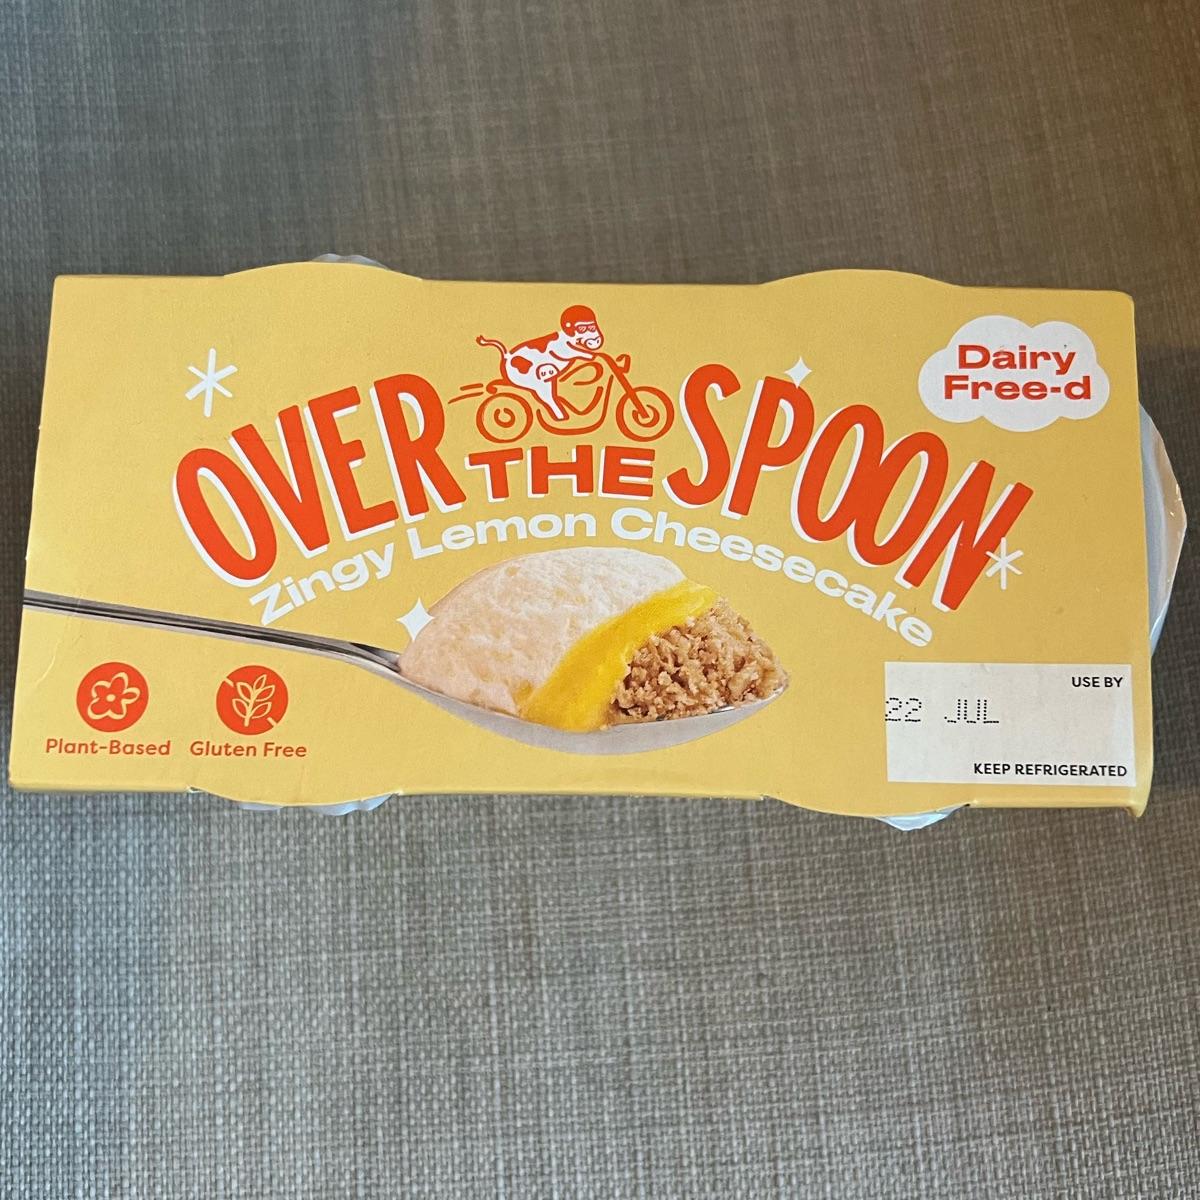 OVER THE SPOON
Zingy Lemon Cheesecake
Dairy
Free-d
Plant-Based
Gluten Free
USE BY
22 JUL
KEEP REFRIGERATED